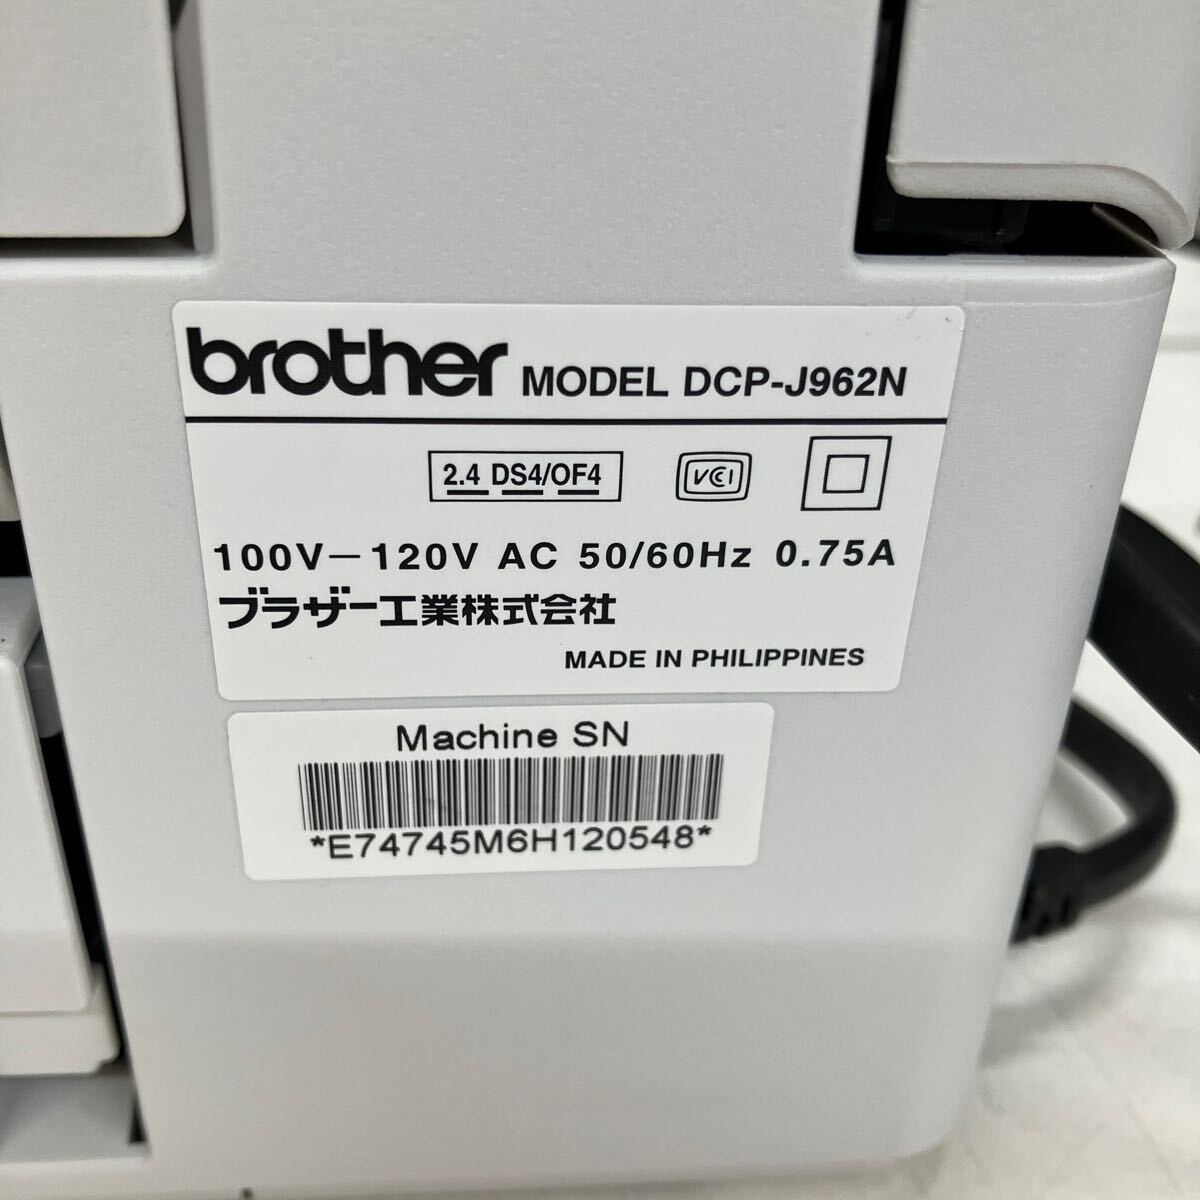 brother MODEL DCP-J962N
2.4 DS4/OF4
VCCI
100V－120V AC 50/60Hz 0.75A
ブラザー工業株式会社
MADE IN PHILIPPINES
Machine SN
*E74745M6H120548*